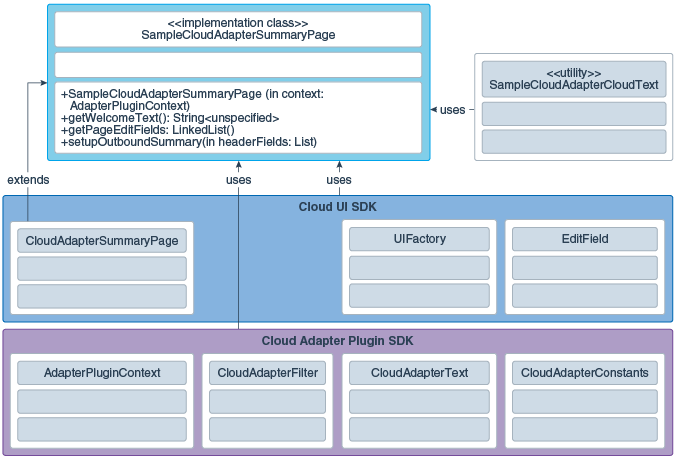 <<implementation class>>
SampleCloudAdapterSummaryPage
+SampleCloudAdapterSummaryPage (in context:
AdapterPluginContext)
+getWelcomeText(): String<unspecified>
+getPageEditFields: LinkedList()
+setupOutboundSummary(in headerFields: List)
<<utility>>
SampleCloudAdapterCloudText
uses
extends
uses
uses
Cloud UI SDK
CloudAdapterSummaryPage
UIFactory
EditField
Cloud Adapter Plugin SDK
AdapterPluginContext
CloudAdapterFilter
CloudAdapterText
CloudAdapterConstants